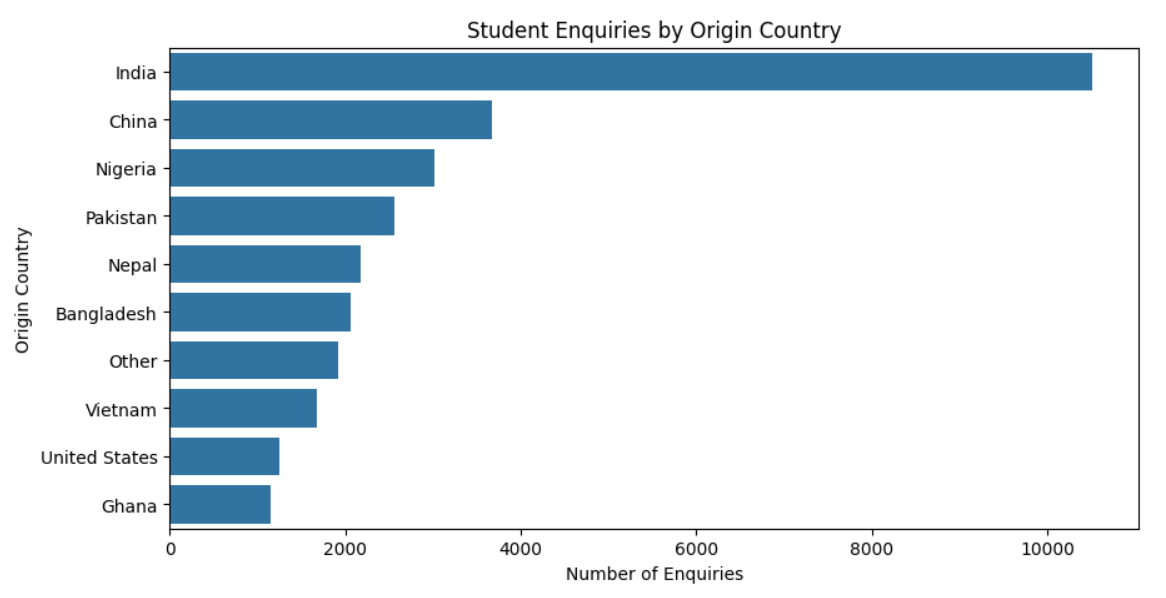 Student Enquiries by Origin Country
Origin Country
India
China
Nigeria
Pakistan
Nepal
Bangladesh
Other
Vietnam
United States
Ghana
0 2000 4000 6000 8000 10000
Number of Enquiries